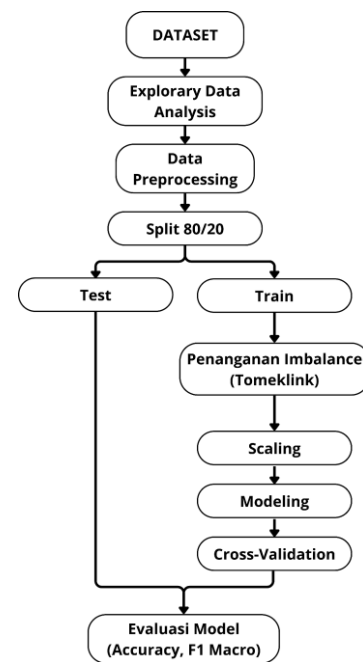 DATASET
Explorary Data
Analysis
Data
Preprocessing
Split 80/20
Test
Train
Penanganan Imbalance
(Tomeklink)
Scaling
Modeling
Cross-Validation
Evaluasi Model
(Accuracy, F1 Macro)